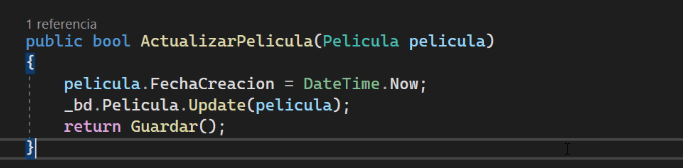 1 referencia
public bool ActualizarPelicula(Pelicula pelicula)
{
pelicula.FechaCreacion = DateTime.Now;
_bd.Pelicula.Update(pelicula);
return Guardar();
}